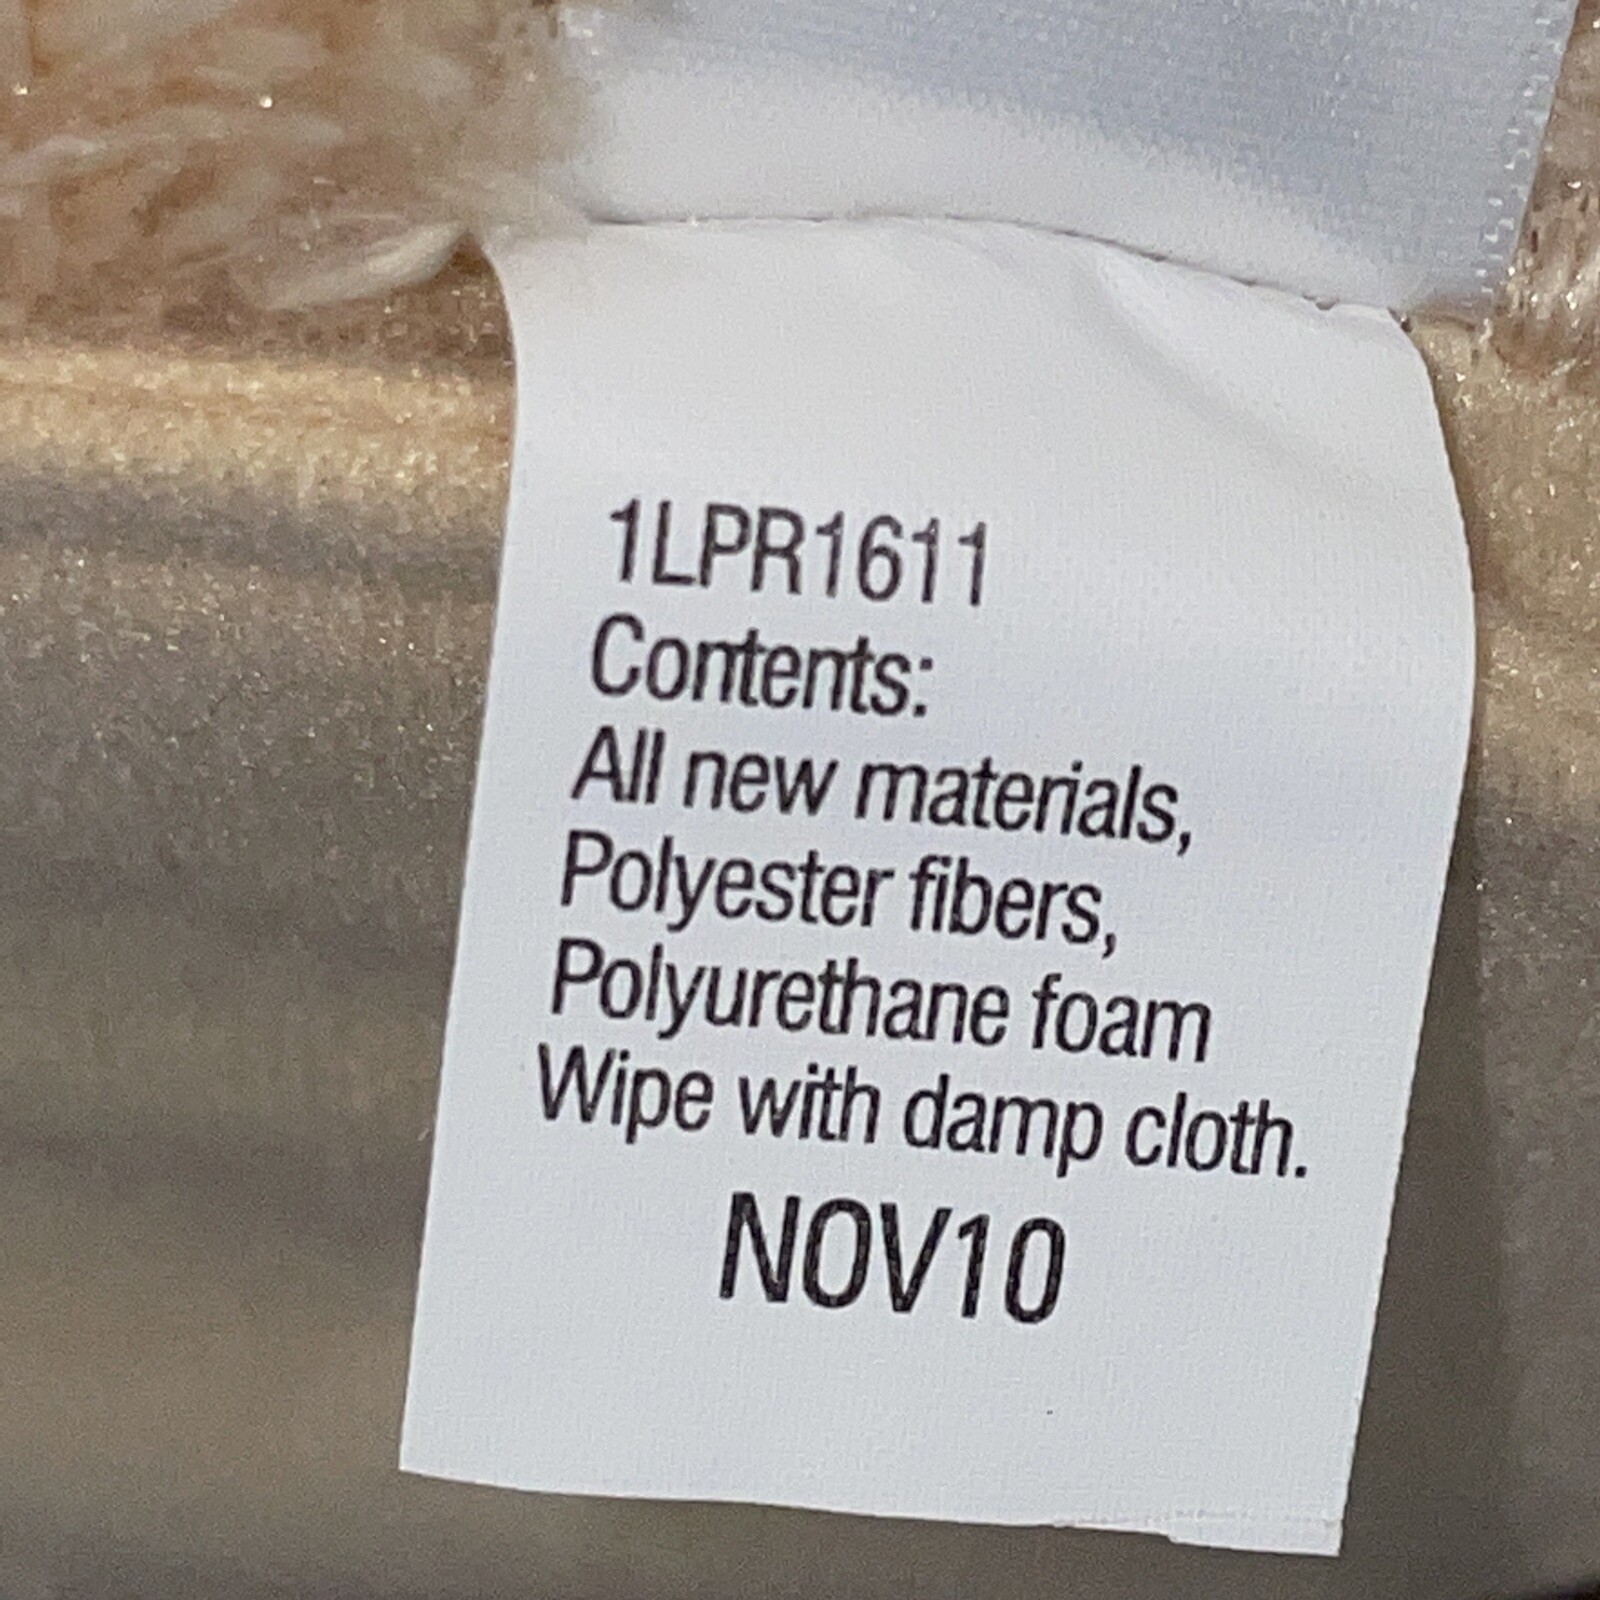 1LPR1611
Contents:
All new materials,
Polyester fibers,
Polyurethane foam
Wipe with damp cloth.
NOV10